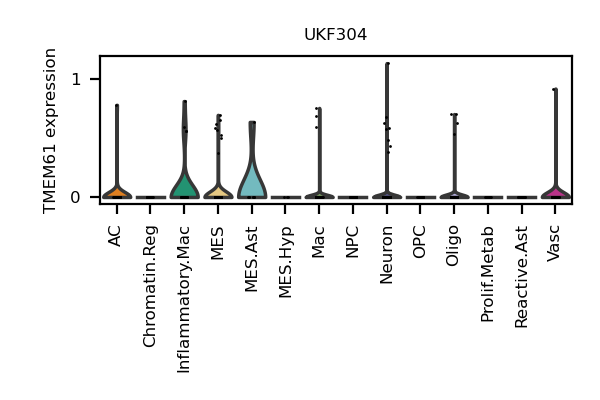 UKF304
TMEM61 expression
1
0
AC
Chromatin.Reg
Inflammatory.Mac
MES
MES.Ast
MES.Hyp
Mac
NPC
Neuron
OPC
Oligo
Prolif.Metab
Reactive.Ast
Vasc